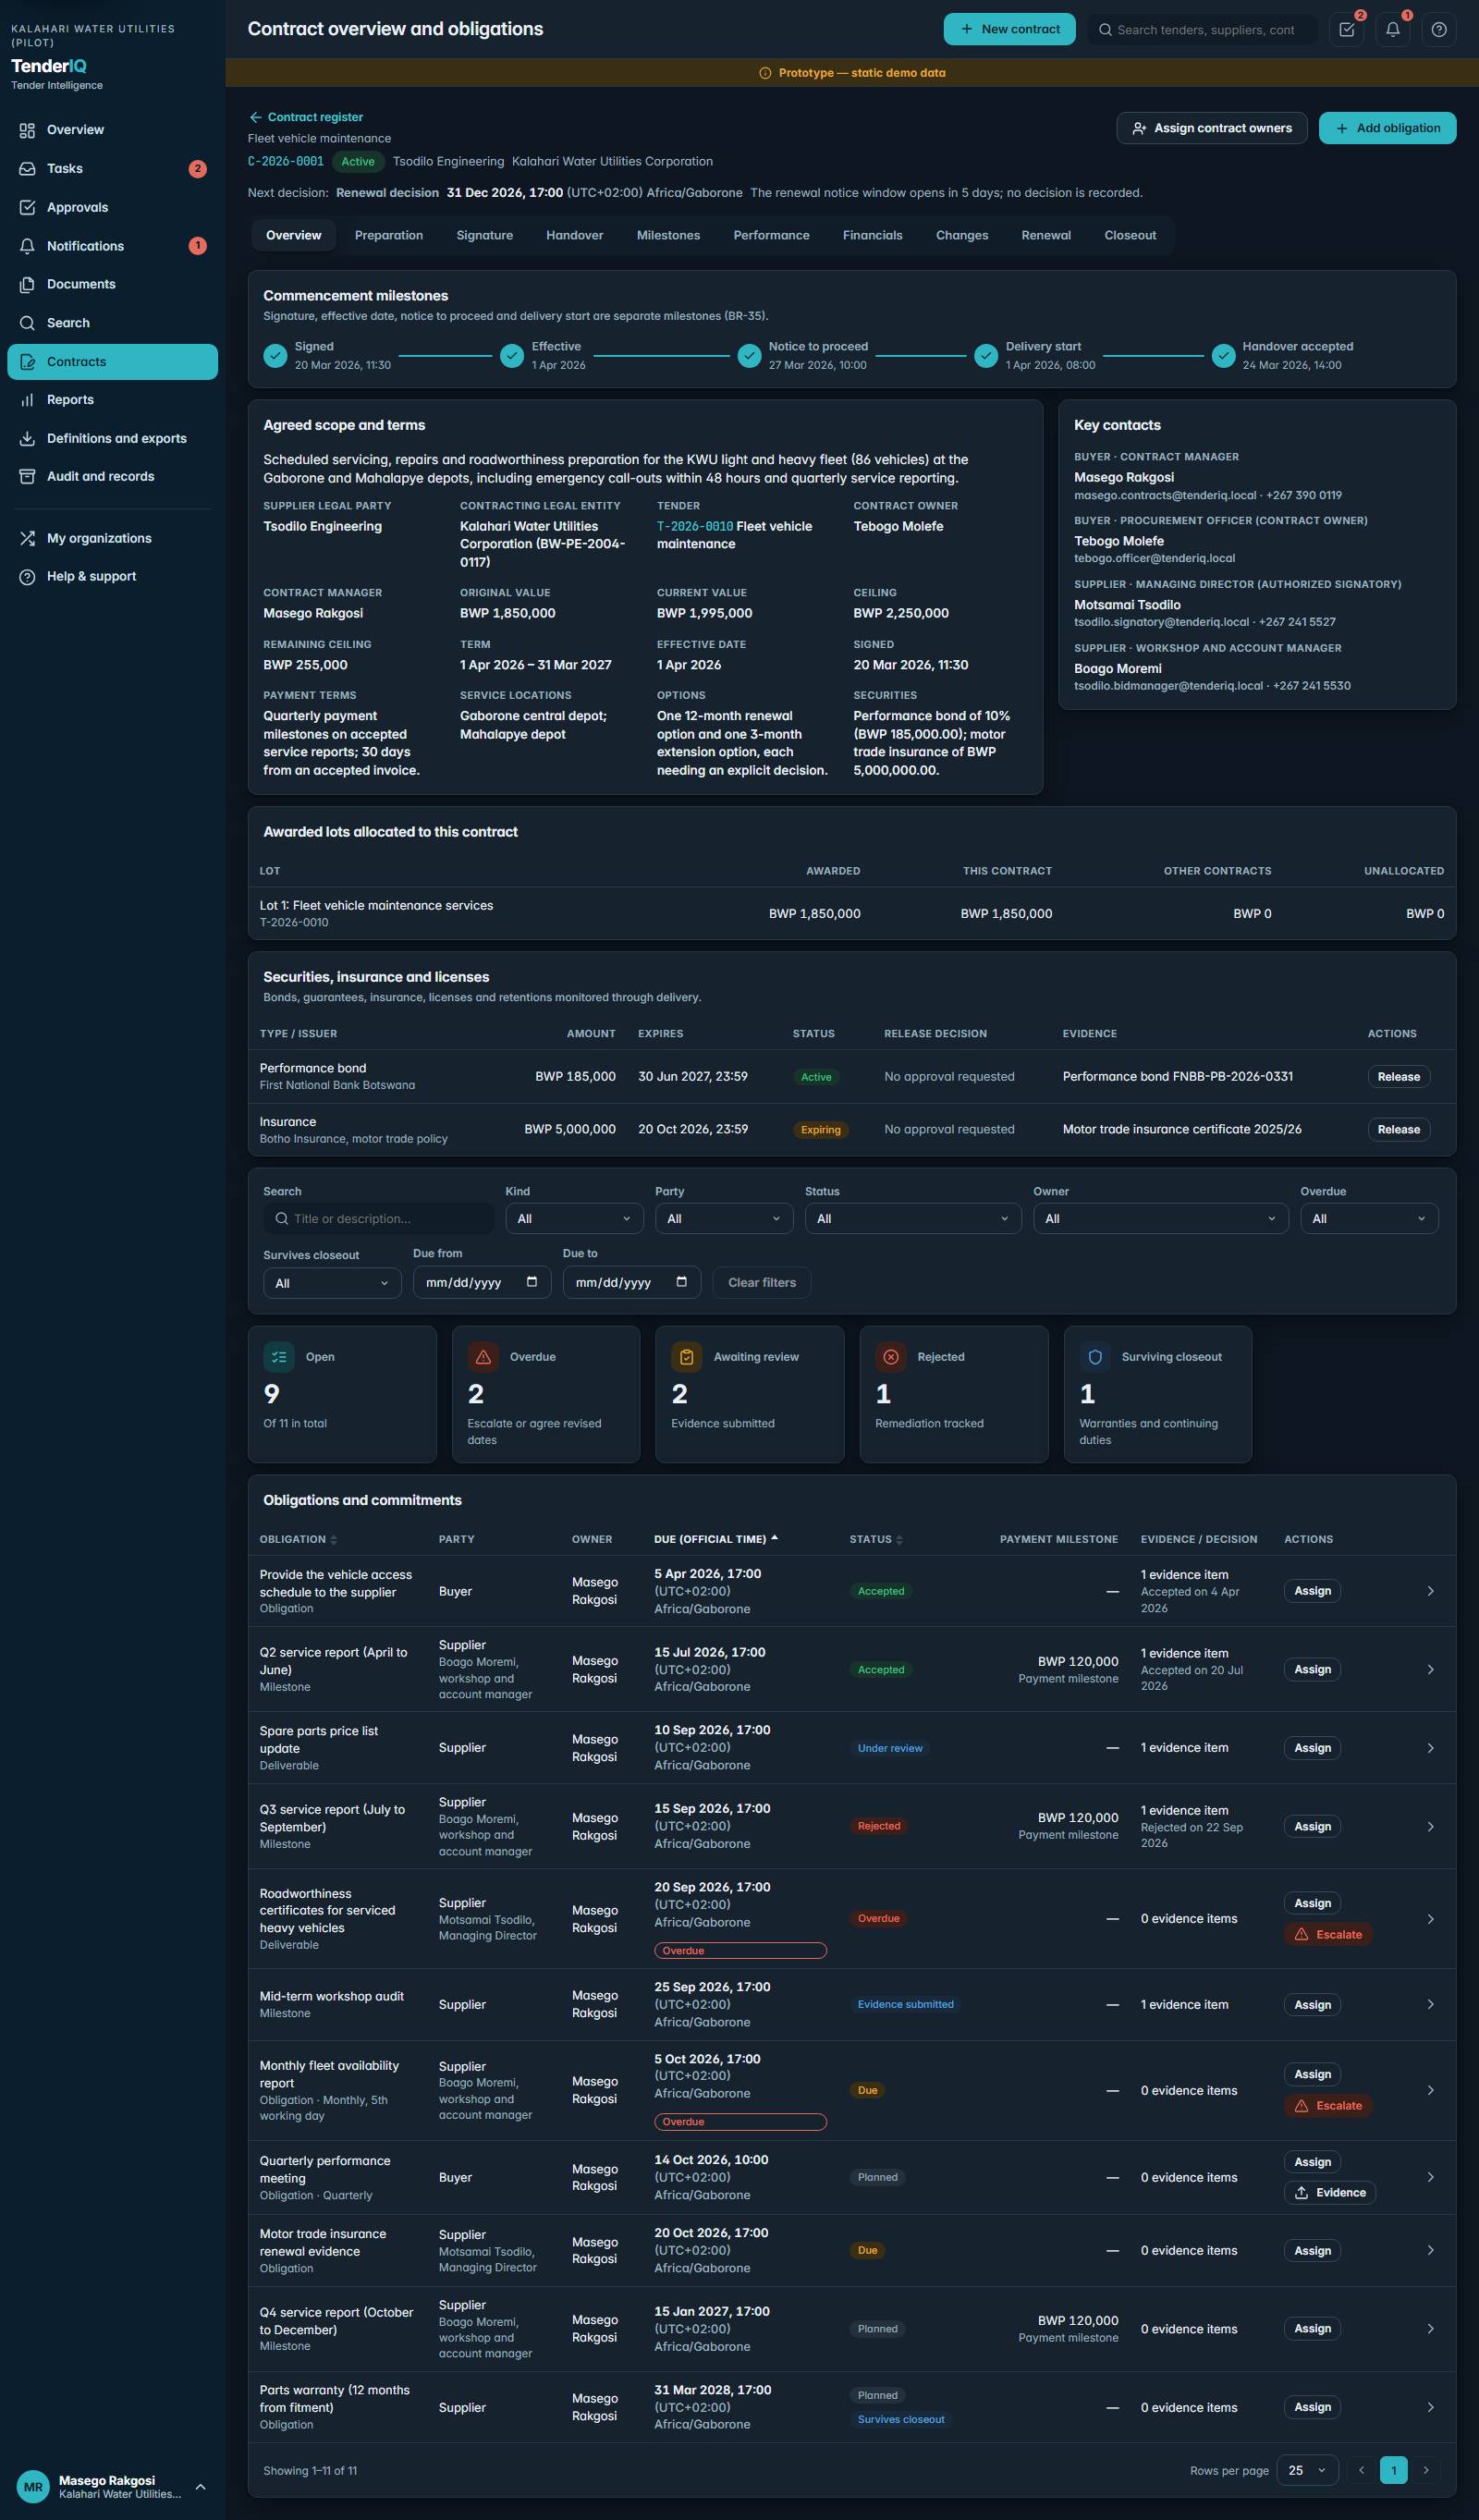 KALAHARI WATER UTILITIES
(PILOT)
TenderIQ
Tender Intelligence
Overview
Tasks 2
Approvals
Notifications 1
Documents
Search
Contracts
Reports
Definitions and exports
Audit and records
My organizations
Help & support
MR Masego Rakgosi
Kalahari Water Utilities...
Contract overview and obligations
New contract
Search tenders, suppliers, cont
2
1
Prototype — static demo data
Contract register
Fleet vehicle maintenance
C-2026-0001 Active Tsodilo Engineering Kalahari Water Utilities Corporation
Assign contract owners
Add obligation
Next decision: Renewal decision 31 Dec 2026, 17:00 (UTC+02:00) Africa/Gaborone The renewal notice window opens in 5 days; no decision is recorded.
Overview Preparation Signature Handover Milestones Performance Financials Changes Renewal Closeout
Commencement milestones
Signature, effective date, notice to proceed and delivery start are separate milestones (BR-35).
Signed
20 Mar 2026, 11:30
Effective
1 Apr 2026
Notice to proceed
27 Mar 2026, 10:00
Delivery start
1 Apr 2026, 08:00
Handover accepted
24 Mar 2026, 14:00
Agreed scope and terms
Scheduled servicing, repairs and roadworthiness preparation for the KWU light and heavy fleet (86 vehicles) at the
Gaborone and Mahalapye depots, including emergency call-outs within 48 hours and quarterly service reporting.
SUPPLIER LEGAL PARTY
Tsodilo Engineering
CONTRACTING LEGAL ENTITY
Kalahari Water Utilities
Corporation (BW-PE-2004-
0117)
TENDER
T-2026-0010 Fleet vehicle
maintenance
CONTRACT OWNER
Tebogo Molefe
CONTRACT MANAGER
Masego Rakgosi
ORIGINAL VALUE
BWP 1,850,000
CURRENT VALUE
BWP 1,995,000
CEILING
BWP 2,250,000
REMAINING CEILING
BWP 255,000
TERM
1 Apr 2026 – 31 Mar 2027
EFFECTIVE DATE
1 Apr 2026
SIGNED
20 Mar 2026, 11:30
PAYMENT TERMS
Quarterly payment
milestones on accepted
service reports; 30 days
from an accepted invoice.
SERVICE LOCATIONS
Gaborone central depot;
Mahalapye depot
OPTIONS
One 12-month renewal
option and one 3-month
extension option, each
needing an explicit decision.
SECURITIES
Performance bond of 10%
(BWP 185,000.00); motor
trade insurance of BWP
5,000,000.00.
Key contacts
BUYER · CONTRACT MANAGER
Masego Rakgosi
masego.contracts@tenderiq.local · +267 390 0119
BUYER · PROCUREMENT OFFICER (CONTRACT OWNER)
Tebogo Molefe
tebogo.officer@tenderiq.local
SUPPLIER · MANAGING DIRECTOR (AUTHORIZED SIGNATORY)
Motsamai Tsodilo
tsodilo.signatory@tenderiq.local · +267 241 5527
SUPPLIER · WORKSHOP AND ACCOUNT MANAGER
Boago Moremi
tsodilo.bidmanager@tenderiq.local · +267 241 5530
Awarded lots allocated to this contract
LOT AWARDED THIS CONTRACT OTHER CONTRACTS UNALLOCATED
Lot 1: Fleet vehicle maintenance services
T-2026-0010
BWP 1,850,000 BWP 1,850,000 BWP 0 BWP 0
Securities, insurance and licenses
Bonds, guarantees, insurance, licenses and retentions monitored through delivery.
TYPE / ISSUER AMOUNT EXPIRES STATUS RELEASE DECISION EVIDENCE ACTIONS
Performance bond
First National Bank Botswana
BWP 185,000 30 Jun 2027, 23:59 Active No approval requested Performance bond FNBB-PB-2026-0331 Release
Insurance
Botho Insurance, motor trade policy
BWP 5,000,000 20 Oct 2026, 23:59 Expiring No approval requested Motor trade insurance certificate 2025/26 Release
Search Kind Party Status Owner Overdue
Title or description... All All All All All
Survives closeout Due from Due to
All mm/dd/yyyy mm/dd/yyyy Clear filters
Open
9
Of 11 in total
Overdue
2
Escalate or agree revised
dates
Awaiting review
2
Evidence submitted
Rejected
1
Remediation tracked
Surviving closeout
1
Warranties and continuing
duties
Obligations and commitments
OBLIGATION PARTY OWNER DUE (OFFICIAL TIME) STATUS PAYMENT MILESTONE EVIDENCE / DECISION ACTIONS
Provide the vehicle access
schedule to the supplier
Obligation
Buyer
Masego
Rakgosi
5 Apr 2026, 17:00
(UTC+02:00)
Africa/Gaborone
Accepted
—
1 evidence item
Accepted on 4 Apr
2026
Assign
Q2 service report (April to
June)
Milestone
Supplier
Boago Moremi,
workshop and
account manager
Masego
Rakgosi
15 Jul 2026, 17:00
(UTC+02:00)
Africa/Gaborone
Accepted
BWP 120,000
Payment milestone
1 evidence item
Accepted on 20 Jul
2026
Assign
Spare parts price list
update
Deliverable
Supplier
Masego
Rakgosi
10 Sep 2026, 17:00
(UTC+02:00)
Africa/Gaborone
Under review
—
1 evidence item
Assign
Q3 service report (July to
September)
Milestone
Supplier
Boago Moremi,
workshop and
account manager
Masego
Rakgosi
15 Sep 2026, 17:00
(UTC+02:00)
Africa/Gaborone
Rejected
BWP 120,000
Payment milestone
1 evidence item
Rejected on 22 Sep
2026
Assign
Roadworthiness
certificates for serviced
heavy vehicles
Deliverable
Supplier
Motsamai Tsodilo,
Managing Director
Masego
Rakgosi
20 Sep 2026, 17:00
(UTC+02:00)
Africa/Gaborone
Overdue
Overdue
—
0 evidence items
Assign
Escalate
Mid-term workshop audit
Milestone
Supplier
Masego
Rakgosi
25 Sep 2026, 17:00
(UTC+02:00)
Africa/Gaborone
Evidence submitted
—
1 evidence item
Assign
Monthly fleet availability
report
Obligation · Monthly, 5th
working day
Supplier
Boago Moremi,
workshop and
account manager
Masego
Rakgosi
5 Oct 2026, 17:00
(UTC+02:00)
Africa/Gaborone
Overdue
Due
—
0 evidence items
Assign
Escalate
Quarterly performance
meeting
Obligation · Quarterly
Buyer
Masego
Rakgosi
14 Oct 2026, 10:00
(UTC+02:00)
Africa/Gaborone
Planned
—
0 evidence items
Assign
Evidence
Motor trade insurance
renewal evidence
Obligation
Supplier
Motsamai Tsodilo,
Managing Director
Masego
Rakgosi
20 Oct 2026, 17:00
(UTC+02:00)
Africa/Gaborone
Due
—
0 evidence items
Assign
Q4 service report (October
to December)
Milestone
Supplier
Boago Moremi,
workshop and
account manager
Masego
Rakgosi
15 Jan 2027, 17:00
(UTC+02:00)
Africa/Gaborone
Planned
BWP 120,000
Payment milestone
0 evidence items
Assign
Parts warranty (12 months
from fitment)
Obligation
Supplier
Masego
Rakgosi
31 Mar 2028, 17:00
(UTC+02:00)
Africa/Gaborone
Planned
Survives closeout
—
0 evidence items
Assign
Showing 1–11 of 11
Rows per page 25 1